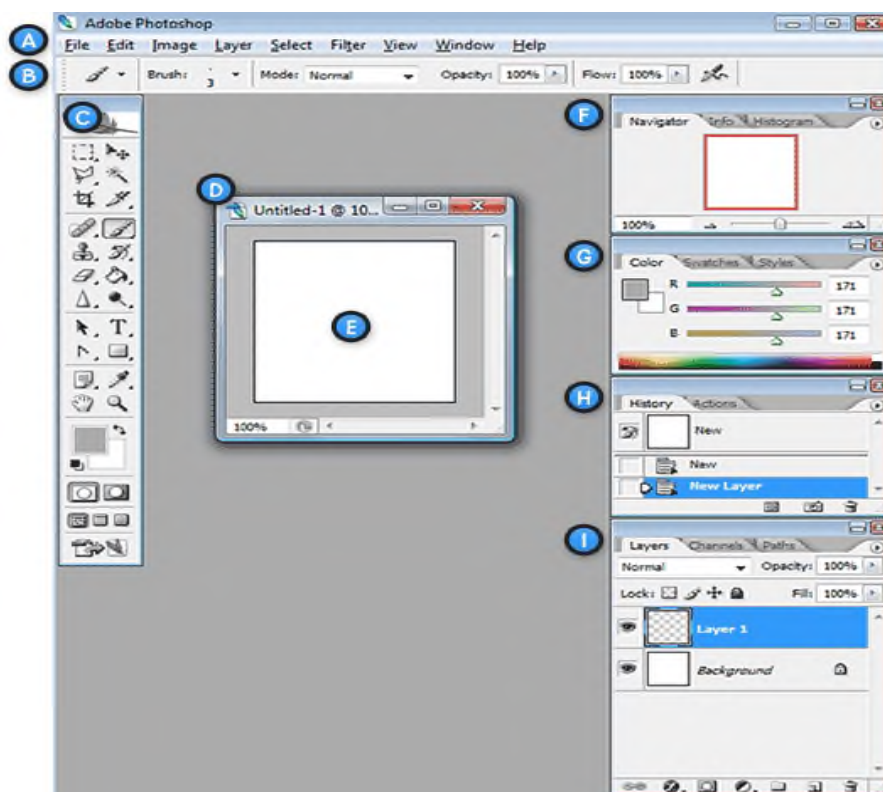 Adobe Photoshop
A
File Edit Image Layer Select Filter View Window Help
B
Brush: 3 Mode: Normal Opacity: 100% Flow: 100%
C
F
Navigator Info Histogram
100%
D
Untitled-1 @ 10...
E
100%
G
Color Swatches Styles
R 171
G 171
B 171
T
H
History Actions
New
New
New Layer
I
Layers Channels Paths
Normal Opacity: 100%
Lock: Fill: 100%
Layer 1
Background